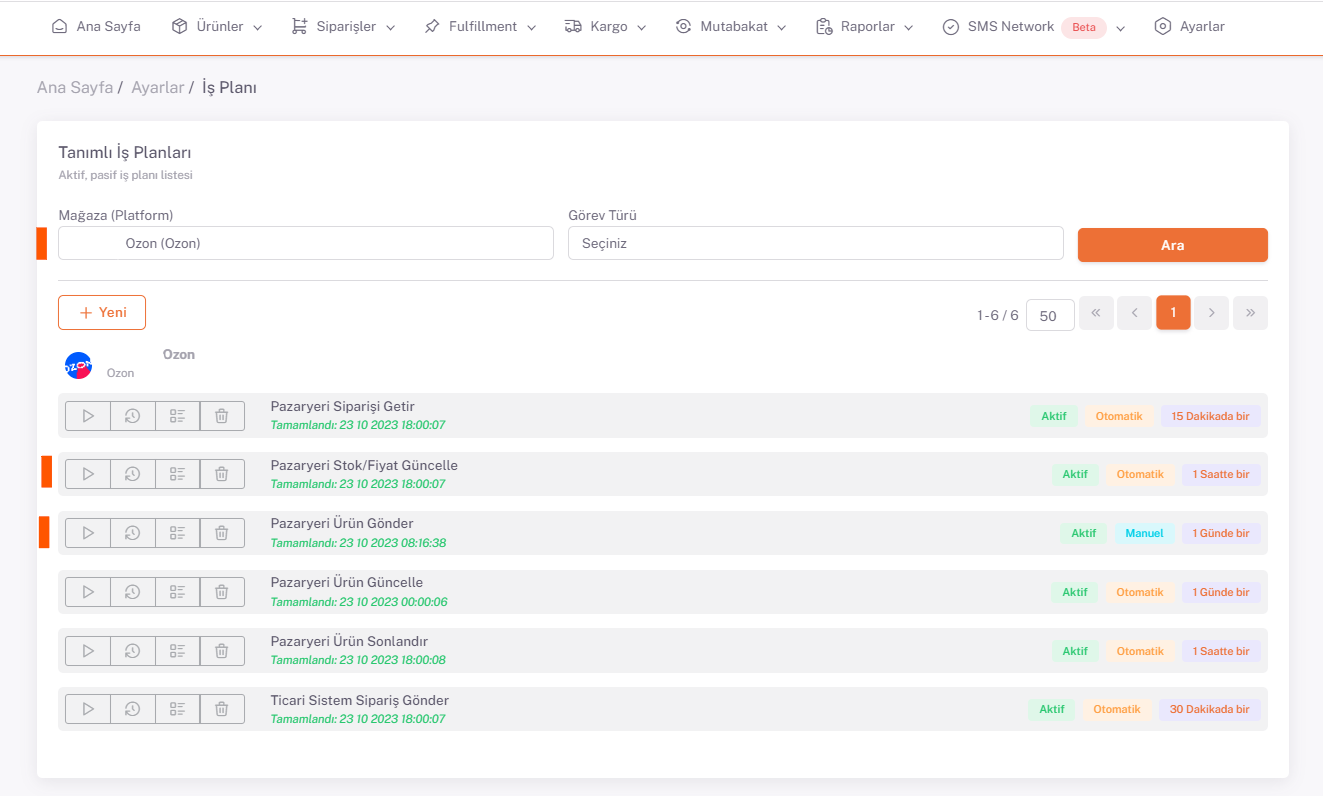 Ana Sayfa Ürünler Siparişler Fulfillment Kargo Mutabakat Raporlar SMS Network Beta Ayarlar
Ana Sayfa / Ayarlar / İş Planı
Tanımlı İş Planları
Aktif, pasif iş planı listesi
Mağaza (Platform) Görev Türü
Ozon (Ozon) Seçiniz Ara
+ Yeni 1 - 6 / 6 50 « ‹ 1 › »
Ozon
OZON Ozon
Pazaryeri Siparişi Getir
Tamamlandı: 23 10 2023 18:00:07 Aktif Otomatik 15 Dakikada bir
Pazaryeri Stok/Fiyat Güncelle
Tamamlandı: 23 10 2023 18:00:07 Aktif Otomatik 1 Saatte bir
Pazaryeri Ürün Gönder
Tamamlandı: 23 10 2023 08:16:38 Aktif Manuel 1 Günde bir
Pazaryeri Ürün Güncelle
Tamamlandı: 23 10 2023 00:00:06 Aktif Otomatik 1 Günde bir
Pazaryeri Ürün Sonlandır
Tamamlandı: 23 10 2023 18:00:08 Aktif Otomatik 1 Saatte bir
Ticari Sistem Sipariş Gönder
Tamamlandı: 23 10 2023 18:00:07 Aktif Otomatik 30 Dakikada bir